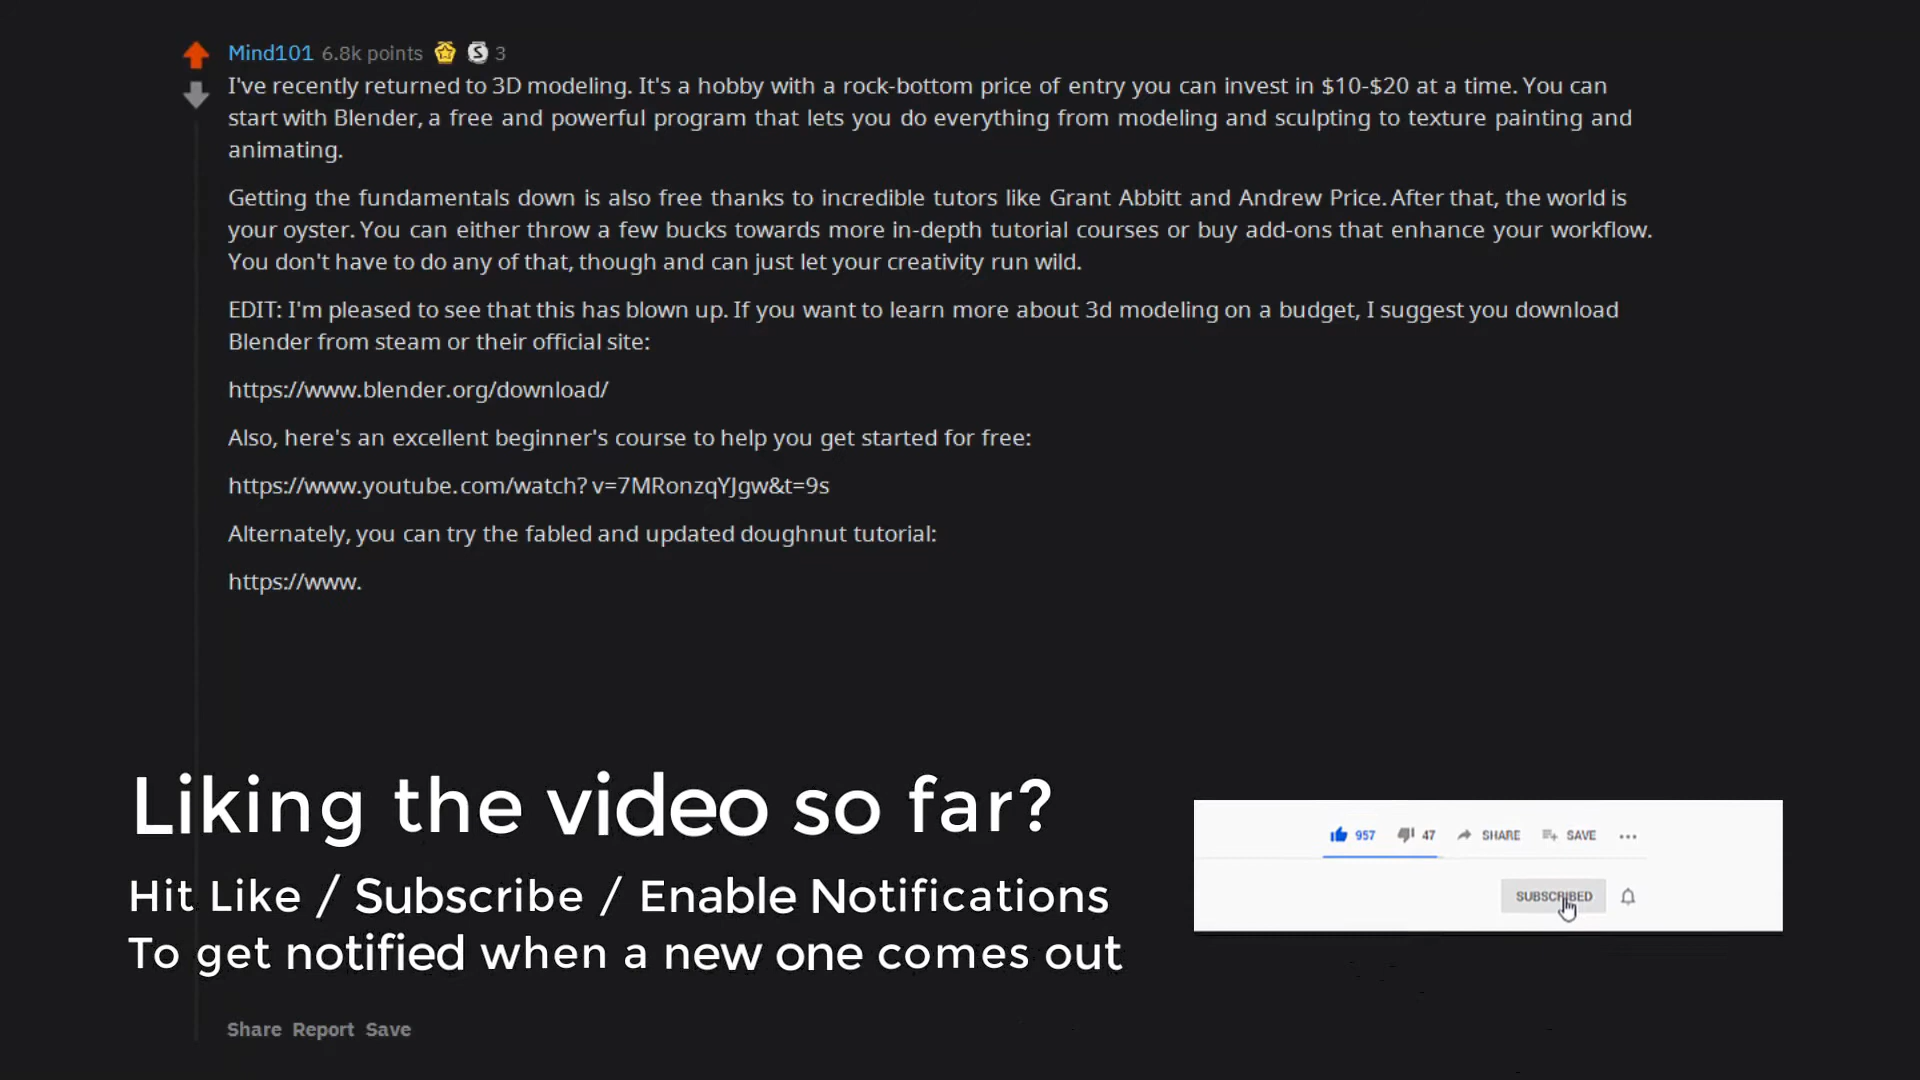 Mind101 6.8k points 3
I've recently returned to 3D modeling. It's a hobby with a rock-bottom price of entry you can invest in $10-$20 at a time. You can
start with Blender, a free and powerful program that lets you do everything from modeling and sculpting to texture painting and
animating.
Getting the fundamentals down is also free thanks to incredible tutors like Grant Abbitt and Andrew Price. After that, the world is
your oyster. You can either throw a few bucks towards more in-depth tutorial courses or buy add-ons that enhance your workflow.
You don't have to do any of that, though and can just let your creativity run wild.
EDIT: I'm pleased to see that this has blown up. If you want to learn more about 3d modeling on a budget, I suggest you download
Blender from steam or their official site:
https://www.blender.org/download/
Also, here's an excellent beginner's course to help you get started for free:
https://www.youtube.com/watch? v=7MRonzqYJgw&t=9s
Alternately, you can try the fabled and updated doughnut tutorial:
https://www.
Liking the video so far?
Hit Like / Subscribe / Enable Notifications
To get notified when a new one comes out
957 47 SHARE SAVE
SUBSCRIBED
Share Report Save